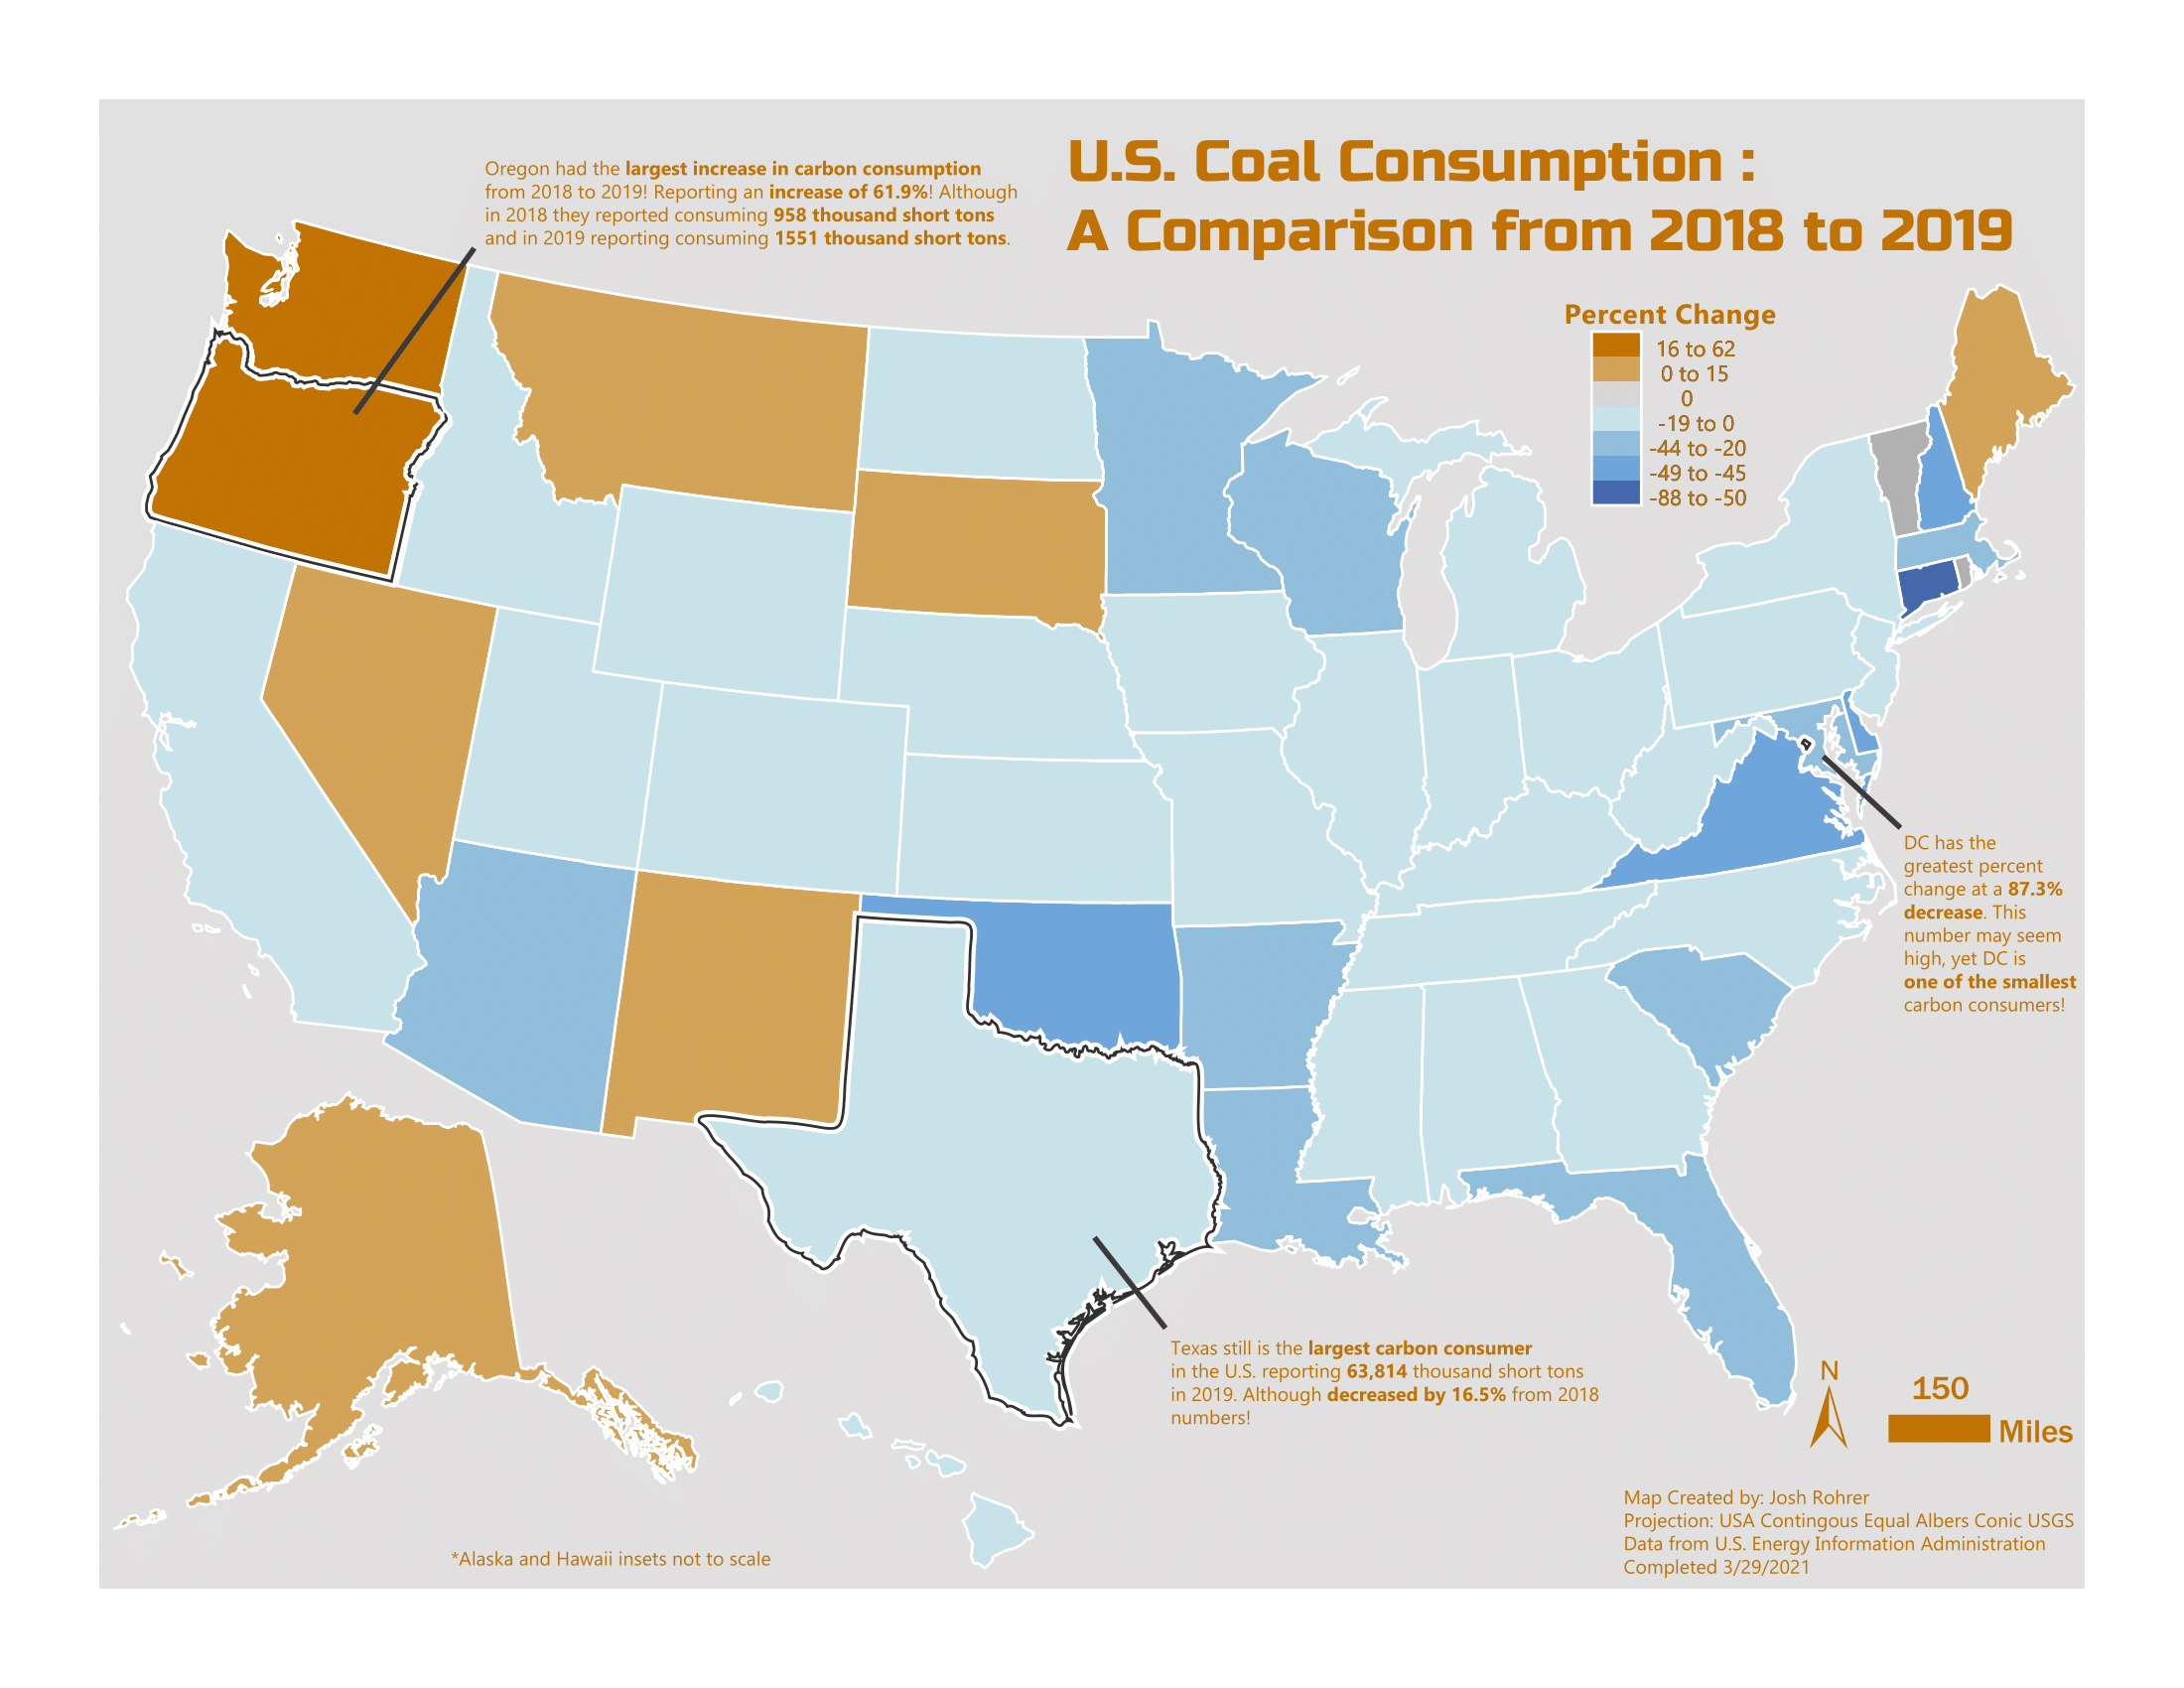 U.S. Coal Consumption :
A Comparison from 2018 to 2019
Oregon had the largest increase in carbon consumption
from 2018 to 2019! Reporting an increase of 61.9%! Although
in 2018 they reported consuming 958 thousand short tons
and in 2019 reporting consuming 1551 thousand short tons.
Percent Change
16 to 62
0 to 15
0
-19 to 0
-44 to -20
-49 to -45
-88 to -50
DC has the
greatest percent
change at a 87.3%
decrease. This
number may seem
high, yet DC is
one of the smallest
carbon consumers!
Texas still is the largest carbon consumer
in the U.S. reporting 63,814 thousand short tons
in 2019. Although decreased by 16.5% from 2018
numbers!
N
150
Miles
Map Created by: Josh Rohrer
Projection: USA Contingous Equal Albers Conic USGS
Data from U.S. Energy Information Administration
Completed 3/29/2021
*Alaska and Hawaii insets not to scale